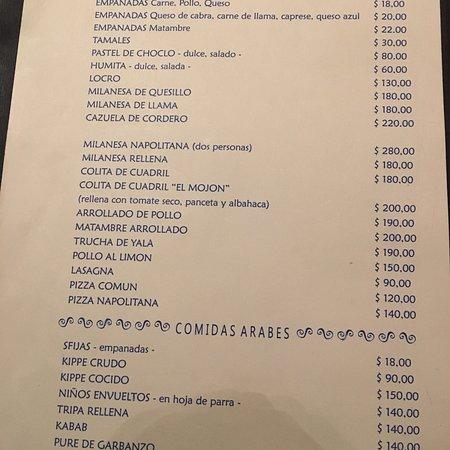 EMPANADAS Carne, Pollo, Queso $ 18,00
EMPANADAS Queso de cabra, carne de llama, caprese, queso azul $ 20,00
EMPANADAS Matambre $ 22.00
TAMALES $ 30,00
PASTEL DE CHOCLO - dulce, salado - $ 80,00
HUMITA - dulce, salada - $ 60,00
LOCRO $ 130,00
MILANESA DE QUESILLO $ 180,00
MILANESA DE LLAMA $ 180,00
CAZUELA DE CORDERO $ 220.00
MILANESA NAPOLITANA (dos personas) $ 280,00
MILANESA RELLENA $ 180,00
COLITA DE CUADRIL $ 180,00
COLITA DE CUADRIL "EL MOJON"
(rellena con tomate seco, panceta y albahaca) $ 200,00
ARROLLADO DE POLLO $ 190,00
MATAMBRE ARROLLADO $ 200,00
TRUCHA DE YALA $ 190,00
POLLO AL LIMON $ 150,00
LASAGNA $ 90,00
PIZZA COMUN $ 120,00
PIZZA NAPOLITANA $ 140,00
COMIDAS ARABES
SFIJAS - empanadas - $ 18,00
KIPPE CRUDO $ 90,00
KIPPE COCIDO $ 150,00
NIÑOS ENVUELTOS - en hoja de parra - $ 140,00
TRIPA RELLENA $ 140,00
KABAB $ 140,00
PURE DE GARBANZO